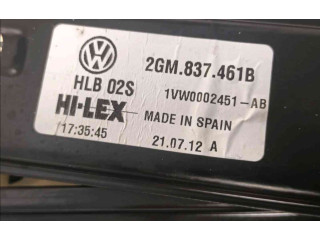 2GM.837.461B
HLB 02S 1VW0002451-AB
HI-LEX MADE IN SPAIN
17:35:45 21.07.12 A